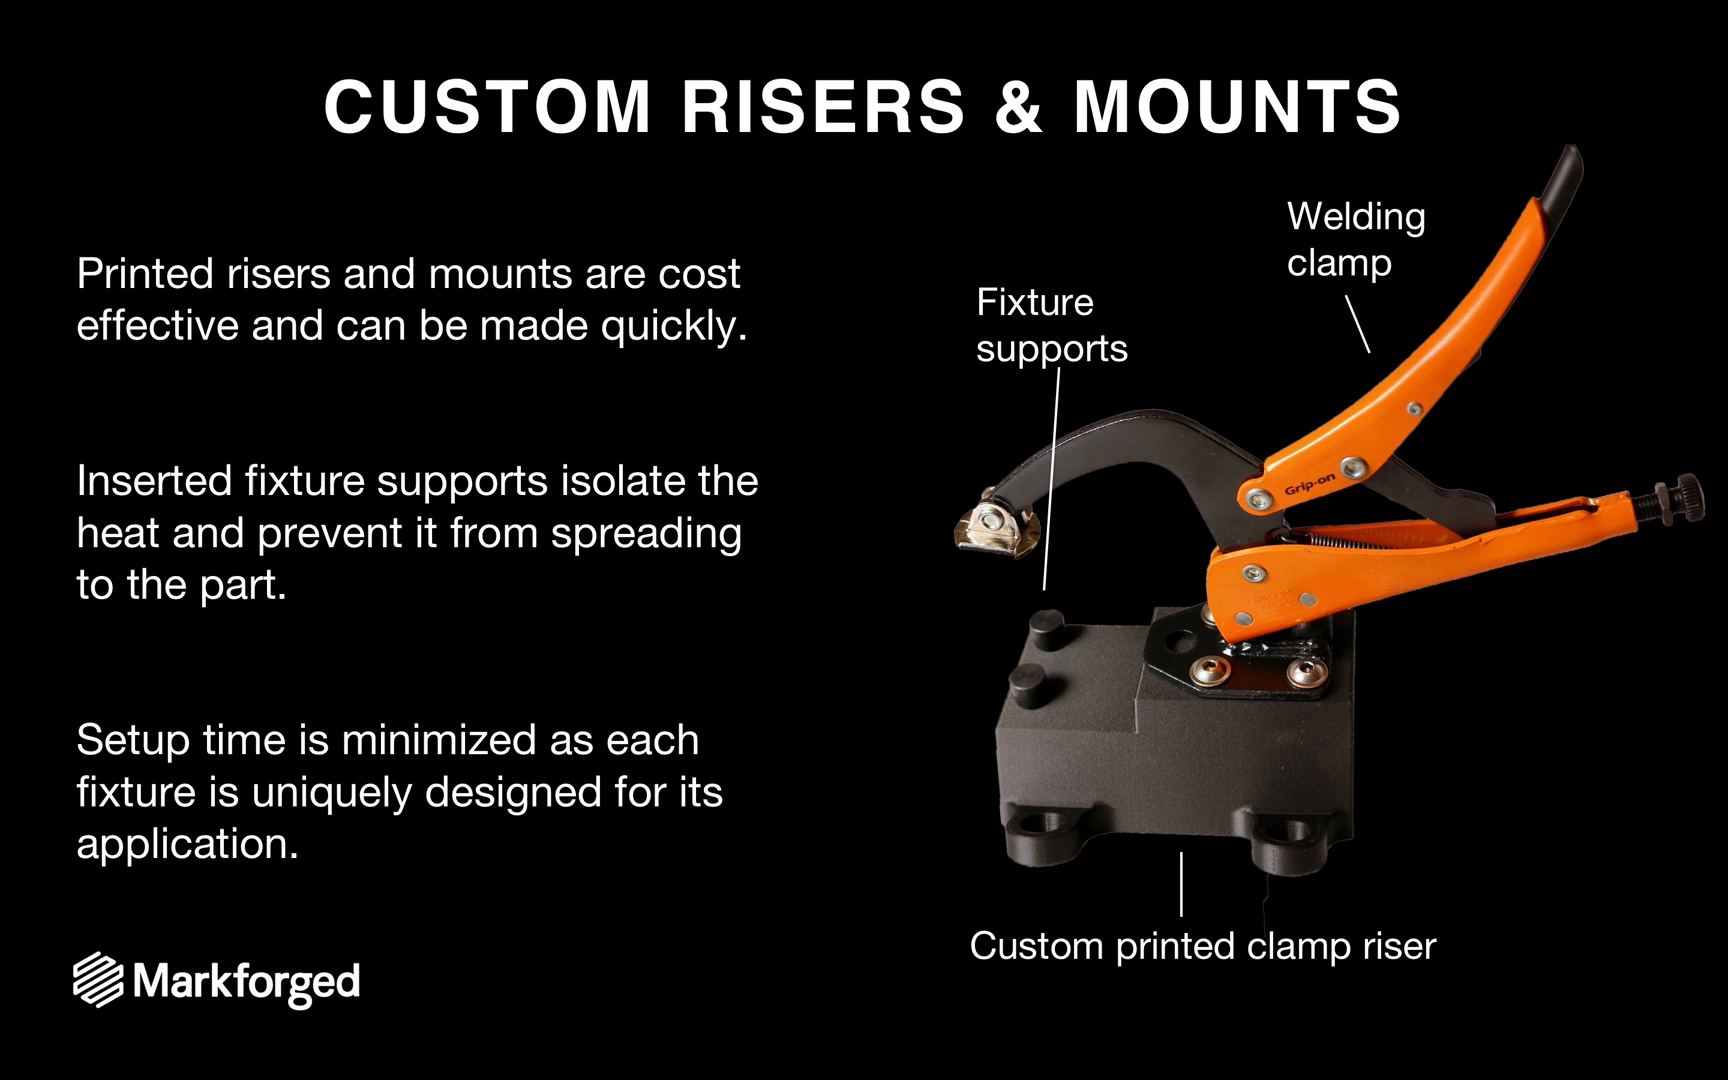 CUSTOM RISERS & MOUNTS
Printed risers and mounts are cost
effective and can be made quickly.
Inserted fixture supports isolate the
heat and prevent it from spreading
to the part.
Setup time is minimized as each
fixture is uniquely designed for its
application.
Markforged
Welding
clamp
Fixture
supports
Grip-on
Custom printed clamp riser